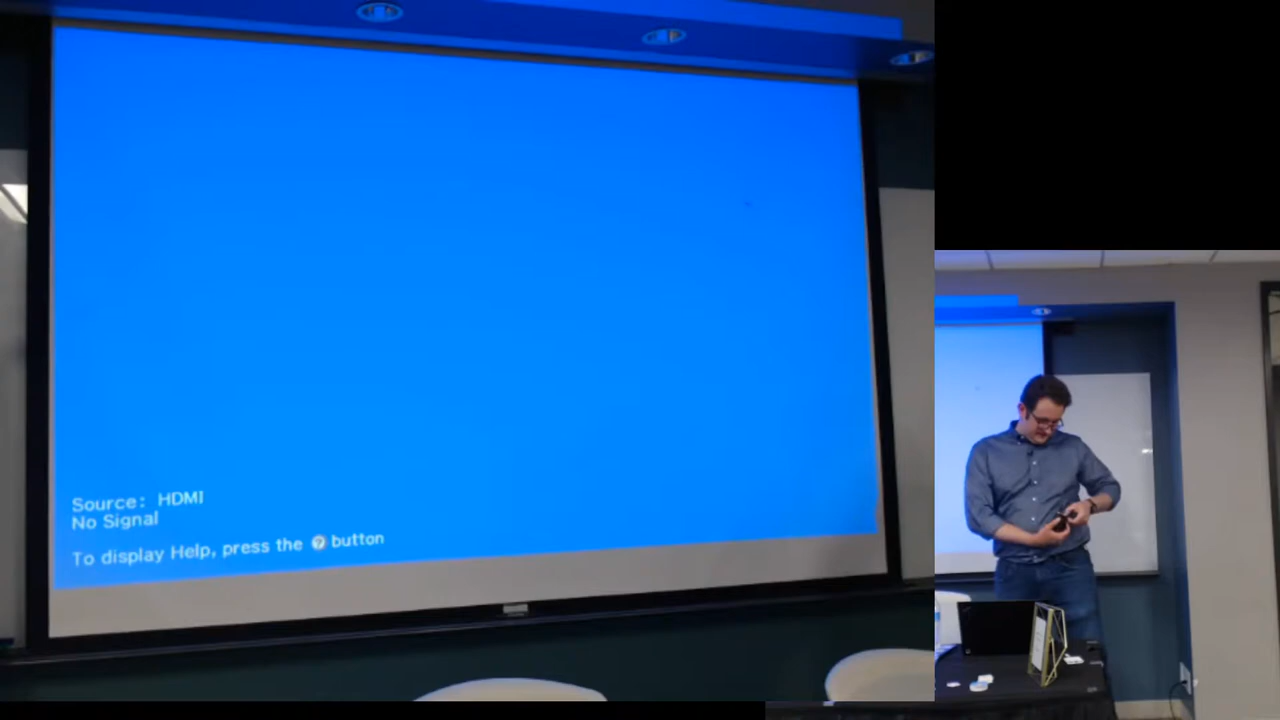 Source: HDMI
No Signal
To display Help, press the ? button